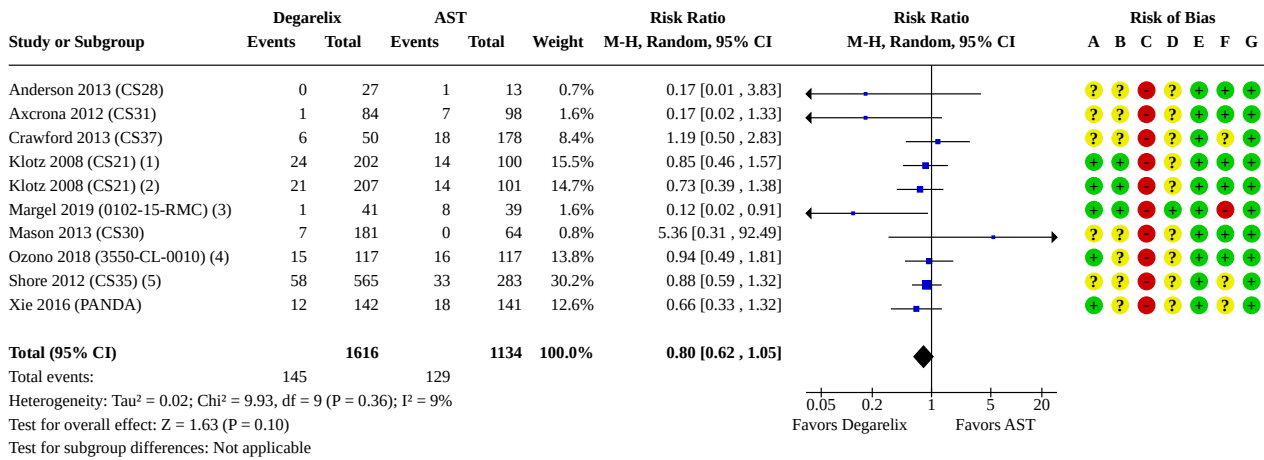 Degarelix AST Risk Ratio Risk Ratio Risk of Bias
Study or Subgroup Events Total Events Total Weight M-H, Random, 95% CI M-H, Random, 95% CI A B C D E F G
Anderson 2013 (CS28) 0 27 1 13 0.7% 0.17 [0.01 , 3.83] ? ? - ? + + +
Axcrona 2012 (CS31) 1 84 7 98 1.6% 0.17 [0.02 , 1.33] ? ? - ? + + +
Crawford 2013 (CS37) 6 50 18 178 8.4% 1.19 [0.50 , 2.83] ? ? - ? + ? +
Klotz 2008 (CS21) (1) 24 202 14 100 15.5% 0.85 [0.46 , 1.57] + + - ? + + +
Klotz 2008 (CS21) (2) 21 207 14 101 14.7% 0.73 [0.39 , 1.38] + + - ? + + +
Margel 2019 (0102-15-RMC) (3) 1 41 8 39 1.6% 0.12 [0.02 , 0.91] + + - + + - +
Mason 2013 (CS30) 7 181 0 64 0.8% 5.36 [0.31 , 92.49] ? ? - ? + + +
Ozono 2018 (3550-CL-0010) (4) 15 117 16 117 13.8% 0.94 [0.49 , 1.81] + ? - ? + + +
Shore 2012 (CS35) (5) 58 565 33 283 30.2% 0.88 [0.59 , 1.32] ? ? - ? + ? +
Xie 2016 (PANDA) 12 142 18 141 12.6% 0.66 [0.33 , 1.32] + ? - ? + ? +
Total (95% CI) 1616 1134 100.0% 0.80 [0.62 , 1.05]
Total events: 145 129
Heterogeneity: Tau² = 0.02; Chi² = 9.93, df = 9 (P = 0.36); I² = 9%
0.05 0.2 1 5 20
Test for overall effect: Z = 1.63 (P = 0.10)
Favors Degarelix Favors AST
Test for subgroup differences: Not applicable